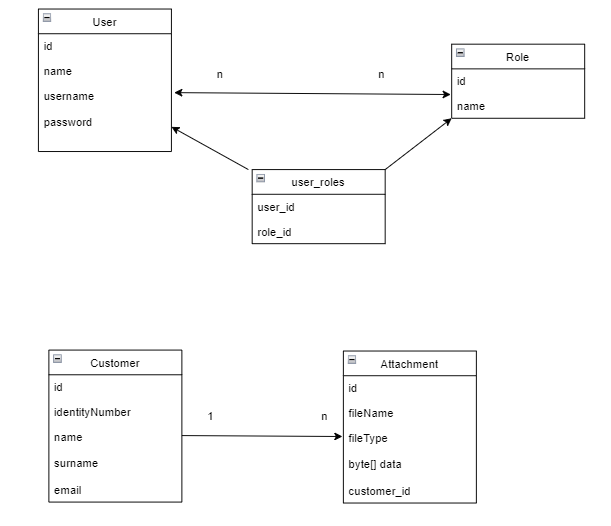 User
id
name
username
password
n
n
Role
id
name
user_roles
user_id
role_id
Customer
id
identityNumber
name
surname
email
1
n
Attachment
id
fileName
fileType
byte[] data
customer_id